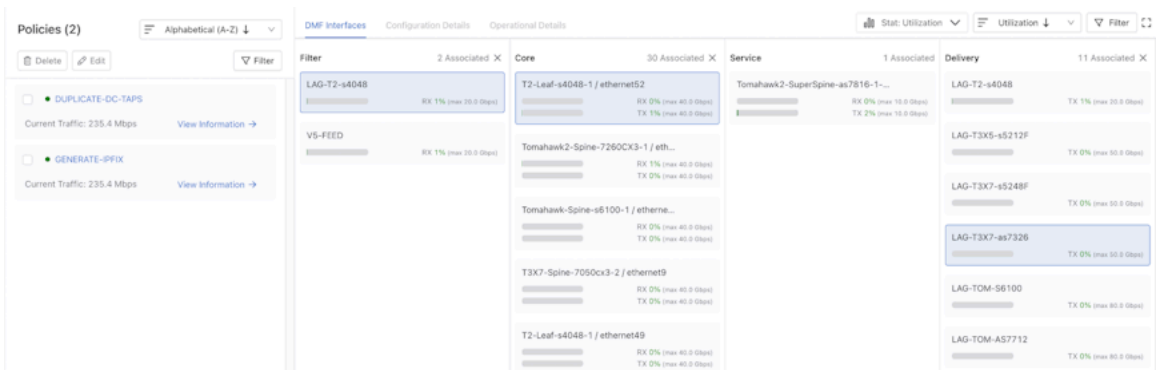 Policies (2)
Alphabetical (A-Z) ↓
Delete
Edit
Filter
DUPLICATE-DC-TAPS
Current Traffic: 235.4 Mbps
View Information →
GENERATE-IPFIX
Current Traffic: 235.4 Mbps
View Information →
DMF Interfaces
Configuration Details
Operational Details
Stat: Utilization
Utilization ↓
Filter
Filter
2 Associated ×
LAG-T2-s4048
RX 1% (max 20.0 Gbps)
V5-FEED
RX 1% (max 20.0 Gbps)
Core
30 Associated ×
T2-Leaf-s4048-1 / ethernet52
RX 0% (max 40.0 Gbps)
TX 1% (max 40.0 Gbps)
Tomahawk2-Spine-7260CX3-1 / eth...
RX 1% (max 40.0 Gbps)
TX 0% (max 40.0 Gbps)
Tomahawk-Spine-s6100-1 / etherne...
RX 0% (max 40.0 Gbps)
TX 0% (max 40.0 Gbps)
T3X7-Spine-7050cx3-2 / ethernet9
RX 0% (max 40.0 Gbps)
TX 0% (max 40.0 Gbps)
T2-Leaf-s4048-1 / ethernet49
RX 0% (max 40.0 Gbps)
TX 0% (max 40.0 Gbps)
Service
1 Associated
Tomahawk2-SuperSpine-as7816-1-...
RX 0% (max 10.0 Gbps)
TX 2% (max 10.0 Gbps)
Delivery
11 Associated ×
LAG-T2-s4048
TX 1% (max 20.0 Gbps)
LAG-T3X5-s5212F
TX 0% (max 50.0 Gbps)
LAG-T3X7-s5248F
TX 0% (max 50.0 Gbps)
LAG-T3X7-as7326
TX 0% (max 50.0 Gbps)
LAG-TOM-S6100
TX 0% (max 80.0 Gbps)
LAG-TOM-AS7712
TX 0% (max 80.0 Gbps)